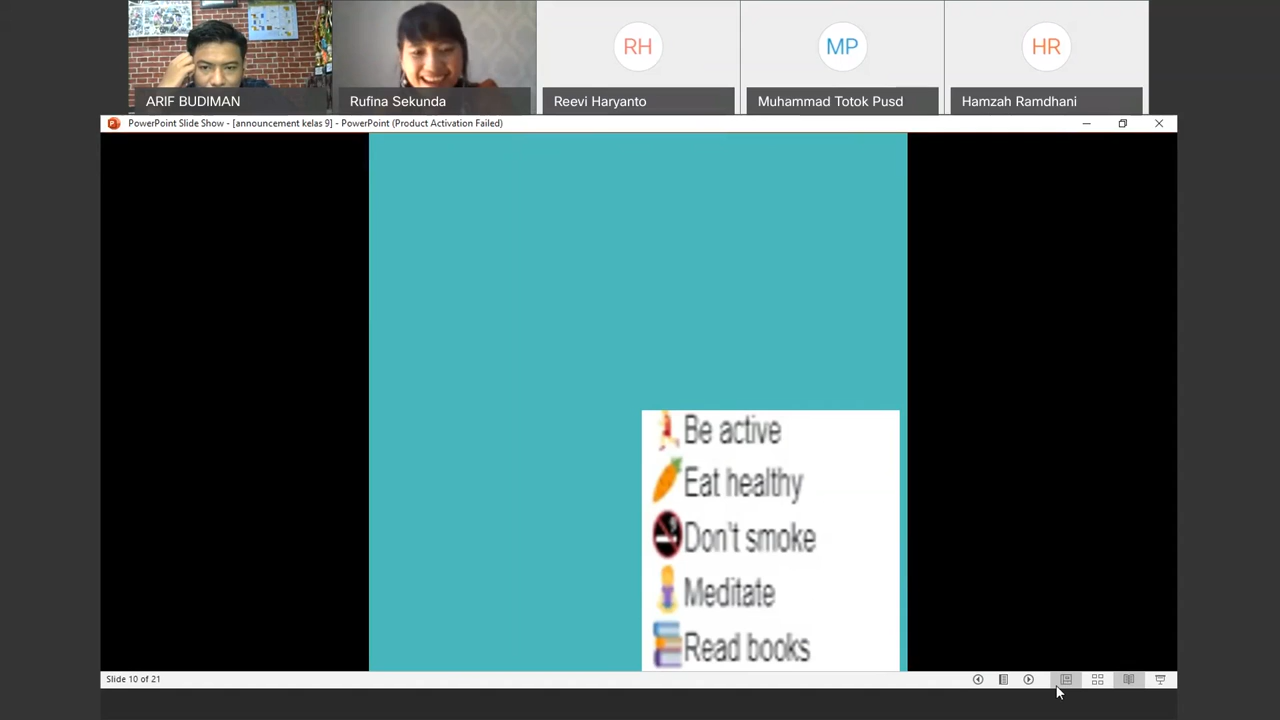 RH
MP
HR
ARIF BUDIMAN
Rufina Sekunda
Reevi Haryanto
Muhammad Totok Pusd
Hamzah Ramdhani
PowerPoint Slide Show - [announcement kelas 9] - PowerPoint (Product Activation Failed)
Be active
Eat healthy
Don't smoke
Meditate
Read books
Slide 10 of 21